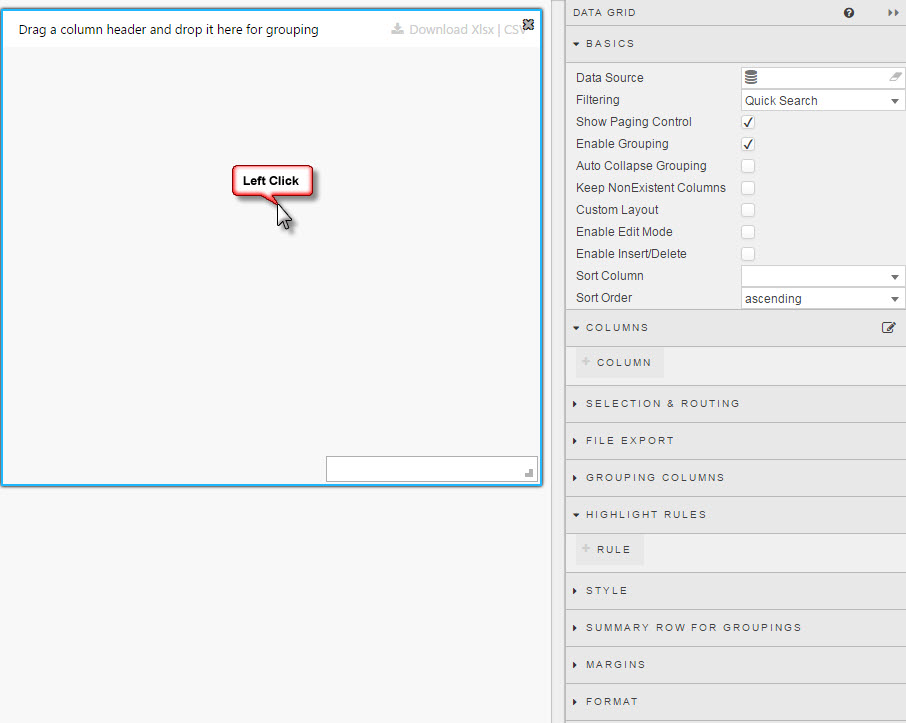 Drag a column header and drop it here for grouping
Download Xlsx | CSV
Left Click
DATA GRID
BASICS
Data Source
Filtering
Quick Search
Show Paging Control
Enable Grouping
Auto Collapse Grouping
Keep NonExistent Columns
Custom Layout
Enable Edit Mode
Enable Insert/Delete
Sort Column
Sort Order
ascending
COLUMNS
+ COLUMN
SELECTION & ROUTING
FILE EXPORT
GROUPING COLUMNS
HIGHLIGHT RULES
+ RULE
STYLE
SUMMARY ROW FOR GROUPINGS
MARGINS
FORMAT